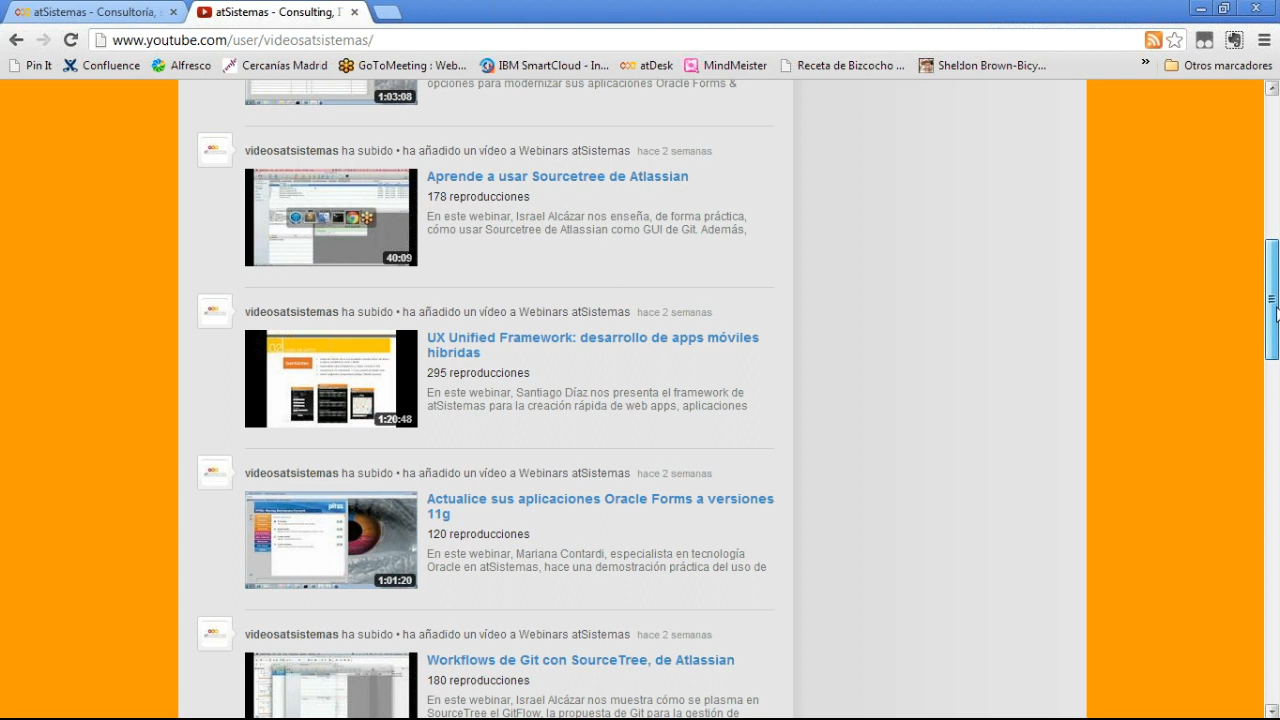 atSistemas - Consultoría,
atSistemas - Consulting,
www.youtube.com/user/videosatsistemas/
Pin It
Confluence
Alfresco
Cercanías Madrid
GoToMeeting : Web...
IBM SmartCloud - In...
atDesk
MindMeister
Receta de Bizcocho ...
Sheldon Brown-Bicy...
»
Otros marcadores
opciones para modernizar sus aplicaciones Oracle Forms &
1:03:08
videosatsistemas ha subido • ha añadido un vídeo a Webinars atSistemas hace 2 semanas
Aprende a usar Sourcetree de Atlassian
178 reproducciones
En este webinar, Israel Alcázar nos enseña, de forma práctica,
cómo usar Sourcetree de Atlassian como GUI de Git. Además,
40:09
videosatsistemas ha subido • ha añadido un vídeo a Webinars atSistemas hace 2 semanas
UX Unified Framework: desarrollo de apps móviles
híbridas
295 reproducciones
En este webinar, Santiago Díaz nos presenta el framework de
atSistemas para la creación rápida de web apps, aplicaciones
02
1:20:48
videosatsistemas ha subido • ha añadido un vídeo a Webinars atSistemas hace 2 semanas
Actualice sus aplicaciones Oracle Forms a versiones
11g
120 reproducciones
En este webinar, Mariana Contardi, especialista en tecnología
Oracle en atSistemas, hace una demostración práctica del uso de
pitss
1:01:20
videosatsistemas ha subido • ha añadido un vídeo a Webinars atSistemas hace 2 semanas
Workflows de Git con SourceTree, de Atlassian
180 reproducciones
En este webinar, Israel Alcázar nos muestra cómo se plasma en
SourceTree el GitFlow, la propuesta de Git para la gestión de